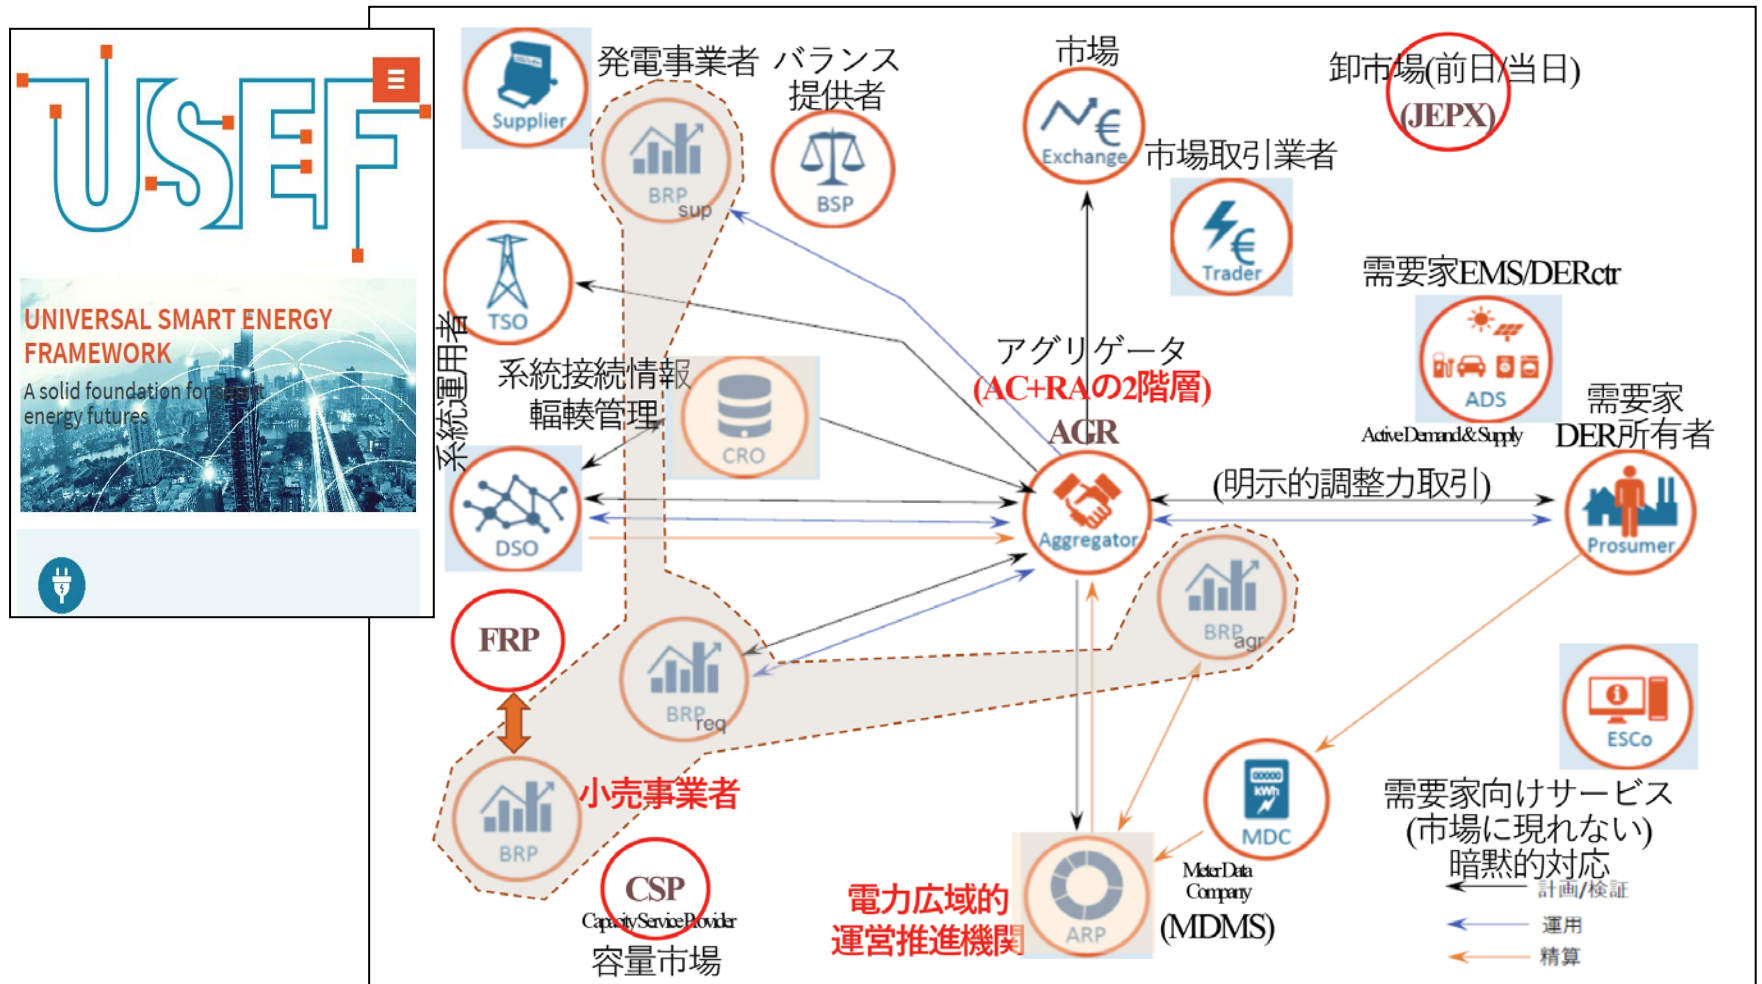 USEF
UNIVERSAL SMART ENERGY
FRAMEWORK
A solid foundation for smart
energy futures
Supplier
発電事業者
BRP
sup
バランス
提供者
BSP
市場
Exchange
市場取引業者
Trader
卸市場(前日/当日)
(JEPX)
TSO
系統運用者
系統接続情報
輻輳管理
CRO
アグリゲータ
(AC+RAの2階層)
AGR
Aggregator
需要家EMS/DERctr
ADS
Active Demand & Supply
需要家
DER所有者
Prosumer
(明示的調整力取引)
DSO
FRP
BRP
req
BRP
agr
BRP
小売事業者
CSP
Capacity Service Provider
容量市場
電力広域的
運営推進機関
ARP
00000
kWh
MDC
Meter Data
Company
(MDMS)
ESCo
需要家向けサービス
(市場に現れない)
暗黙的対応
計画/検証
運用
精算